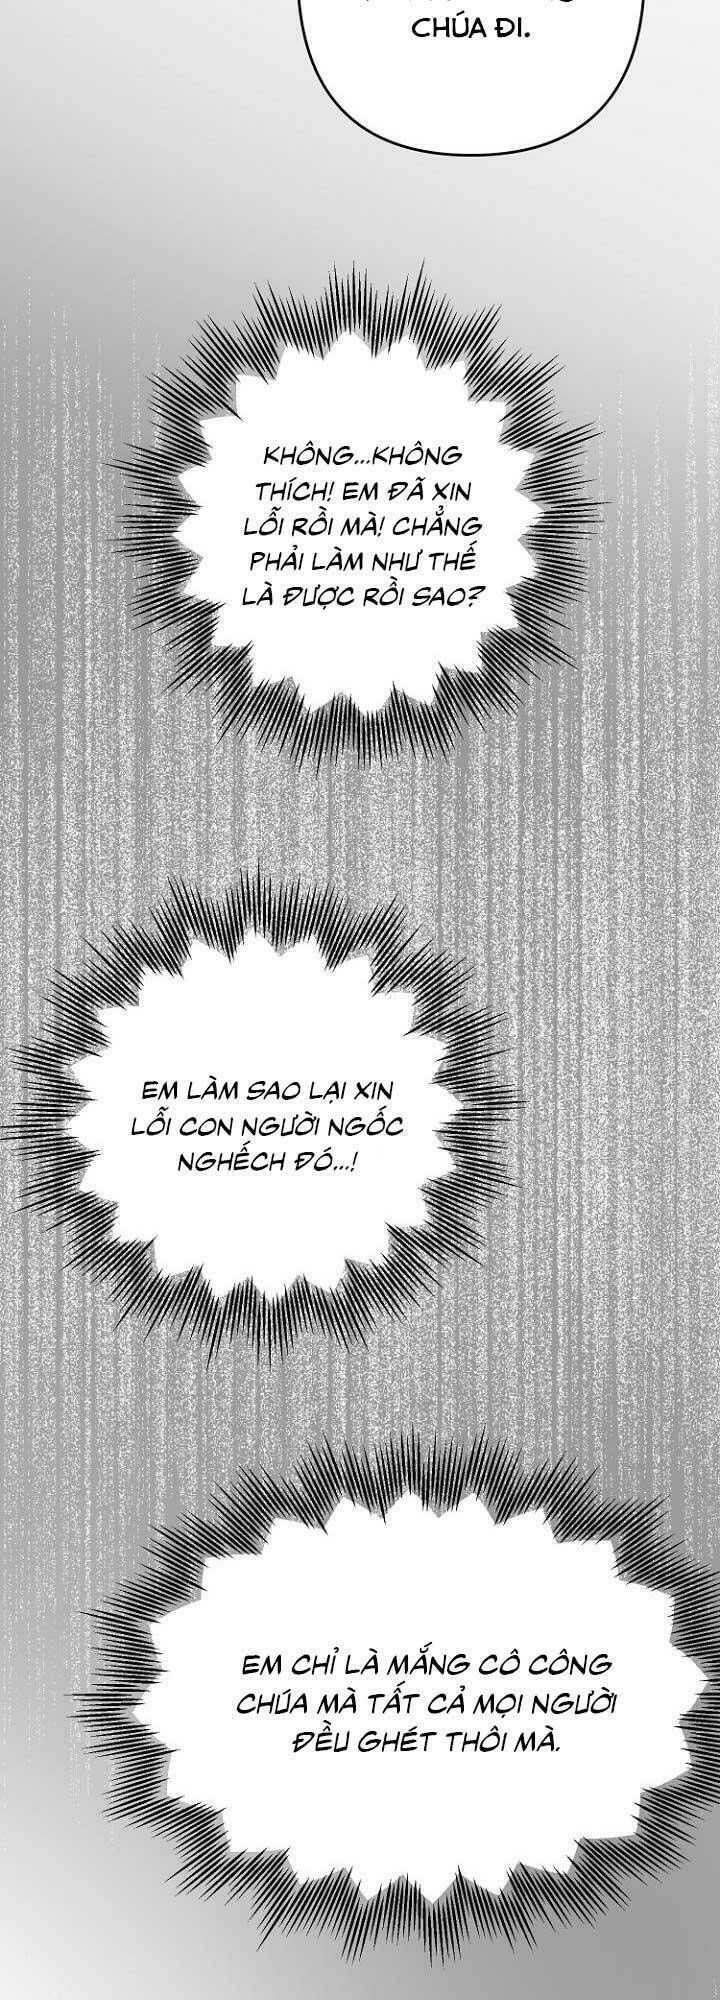 CHÚA ĐI.
KHÔNG...KHÔNG
THÍCH! EM ĐÃ XIN
LỖI RỒI MÀ! CHẲNG
PHẢI LÀM NHƯ THẾ
LÀ ĐƯỢC RỒI SAO?
EM LÀM SAO LẠI XIN
LỖI CON NGƯỜI NGỐC
NGHẾCH ĐÓ...!
EM CHỈ LÀ MẮNG CÔ CÔNG
CHÚA MÀ TẤT CẢ MỌI NGƯỜI
ĐỀU GHÉT THÔI MÀ.